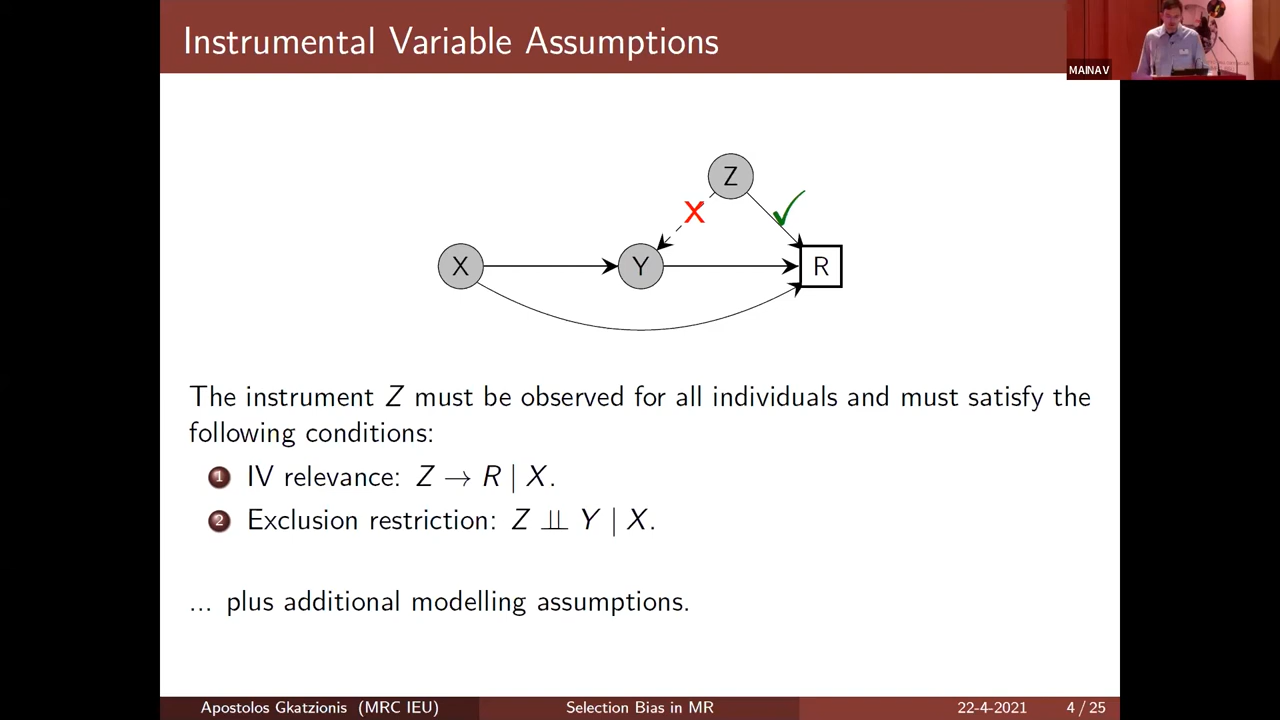 Instrumental Variable Assumptions
MAINAV
Z
X
X
Y
R
The instrument Z must be observed for all individuals and must satisfy the
following conditions:
1 IV relevance: Z → R | X.
2 Exclusion restriction: Z ⫫ Y | X.
... plus additional modelling assumptions.
Apostolos Gkatzionis (MRC IEU) Selection Bias in MR 22-4-2021 4 / 25